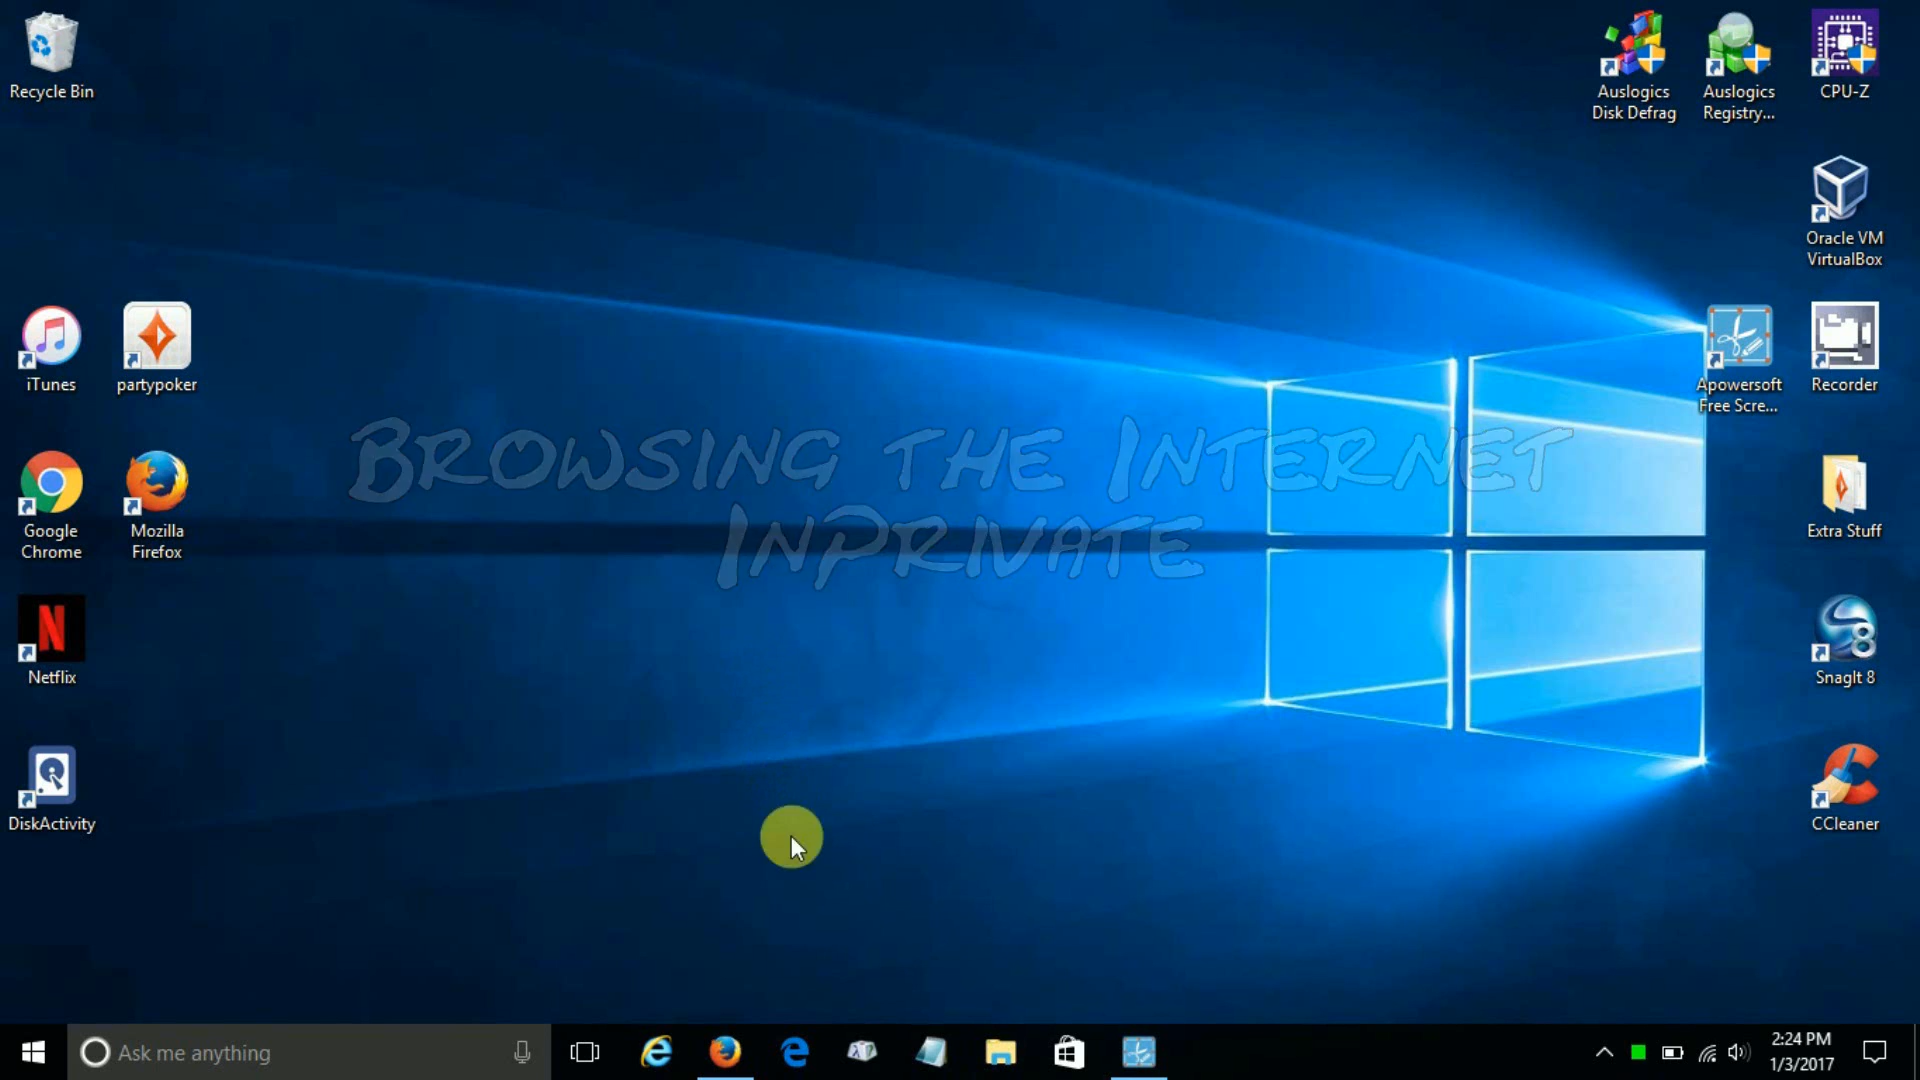 Recycle Bin
Auslogics
Disk Defrag
Auslogics
Registry...
CPU-Z
Oracle VM
VirtualBox
iTunes
partypoker
Apowersoft
Free Scre...
Recorder
Browsing the Internet
InPrivate
Google
Chrome
Mozilla
Firefox
Extra Stuff
Netflix
SnagIt 8
DiskActivity
CCleaner
Ask me anything
2:24 PM
1/3/2017